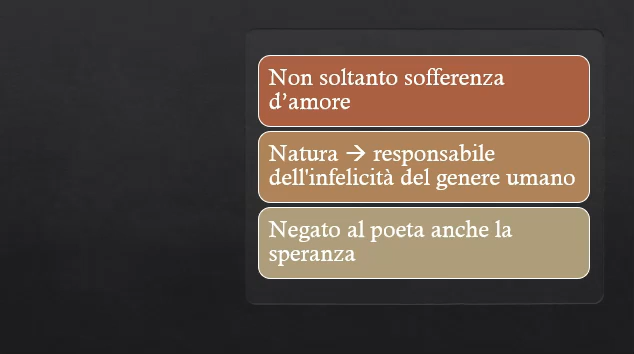 Non soltanto sofferenza
d’amore
Natura → responsabile
dell'infelicità del genere umano
Negato al poeta anche la
speranza